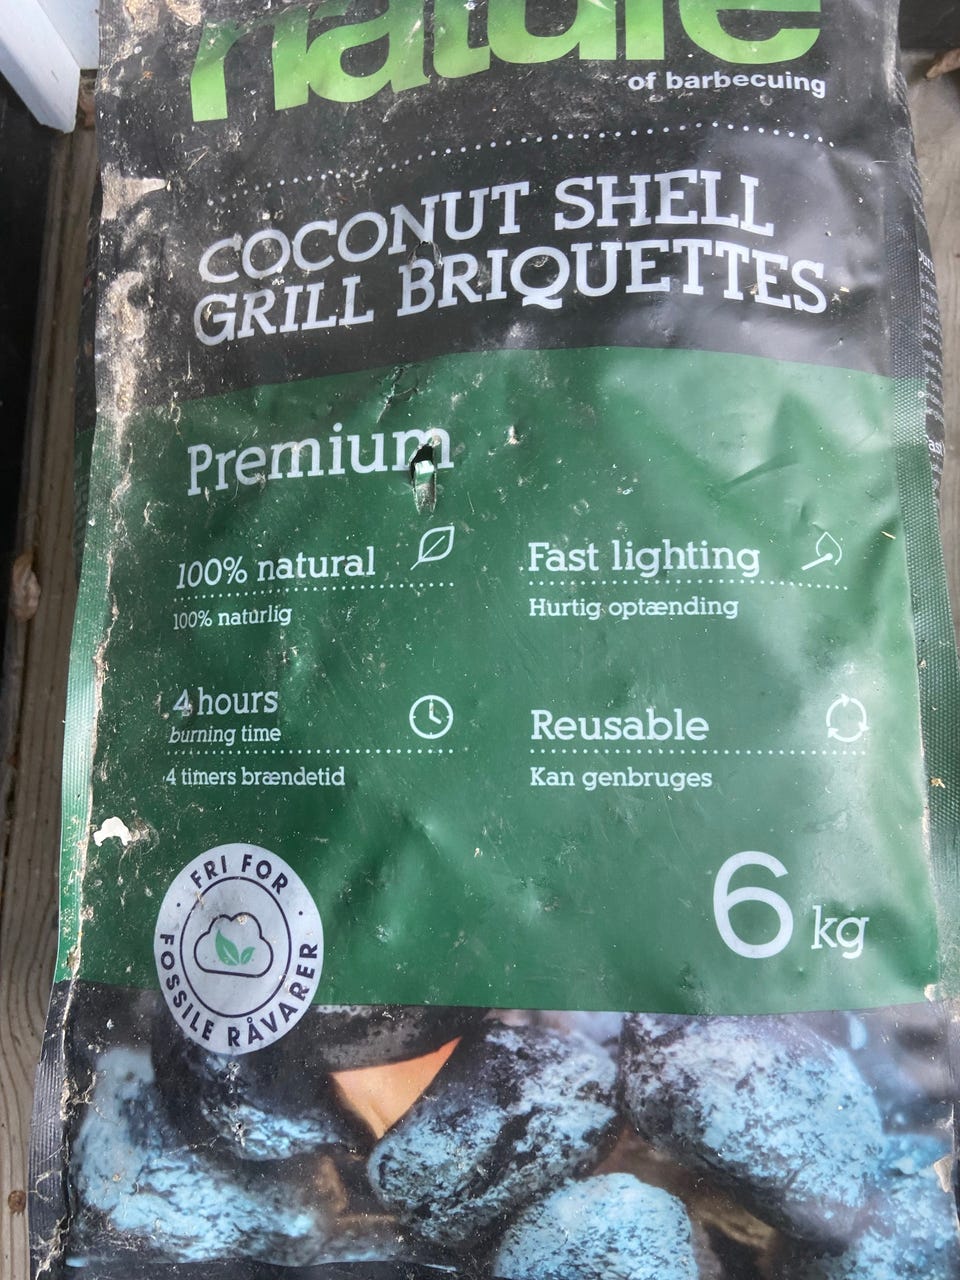 nature
of barbecuing
COCONUT SHELL
GRILL BRIQUETTES
Premium
100% natural
100% naturlig
Fast lighting
Hurtig optænding
4 hours
burning time
4 timers brændetid
Reusable
Kan genbruges
FRI FOR
FOSSILE RÅVARER
6 kg